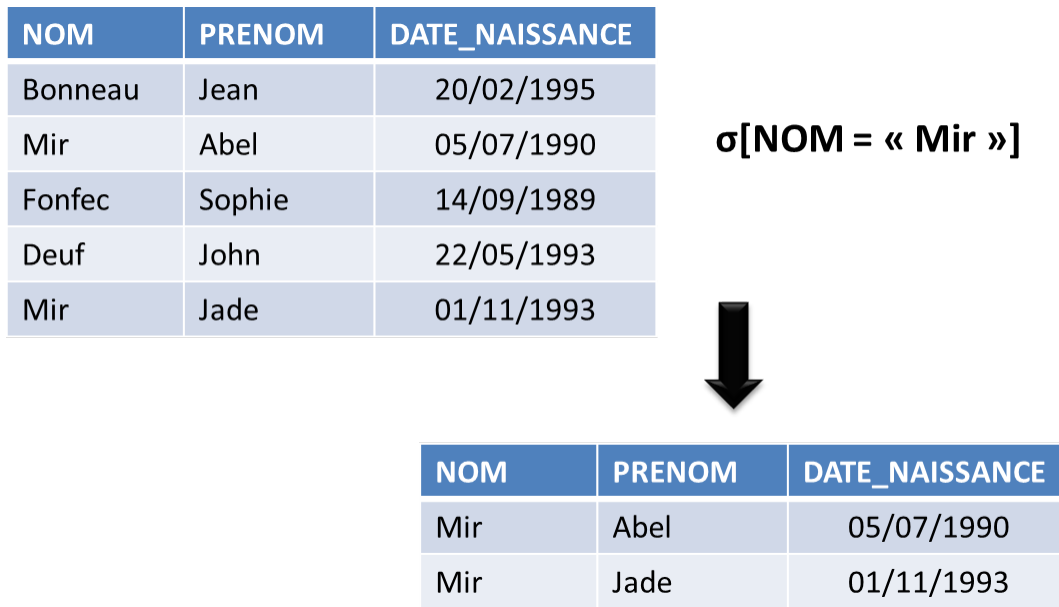 NOM PRENOM DATE_NAISSANCE
Bonneau Jean 20/02/1995
Mir Abel 05/07/1990
Fonfec Sophie 14/09/1989
Deuf John 22/05/1993
Mir Jade 01/11/1993
σ[NOM = « Mir »]
NOM PRENOM DATE_NAISSANCE
Mir Abel 05/07/1990
Mir Jade 01/11/1993